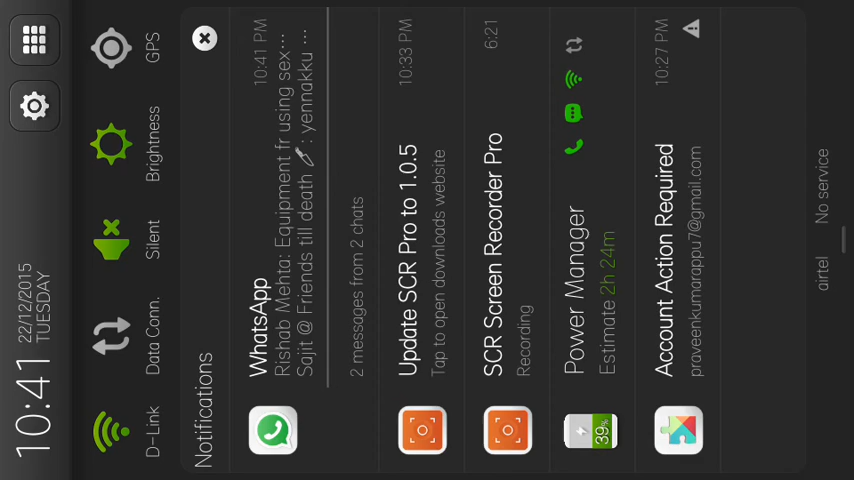 10:41
22/12/2015
TUESDAY
D-Link
Data Conn.
Silent
Brightness
GPS
Notifications
WhatsApp
10:41 PM
Rishab Mehta: Equipment fr using sex...
Sajit @ Friends till death : yennakku ...
2 messages from 2 chats
Update SCR Pro to 1.0.5
10:33 PM
Tap to open downloads website
SCR Screen Recorder Pro
6:21
Recording
Power Manager
Estimate 2h 24m
39%
Account Action Required
10:27 PM
praveenkumarappu7@gmail.com
airtel
No service